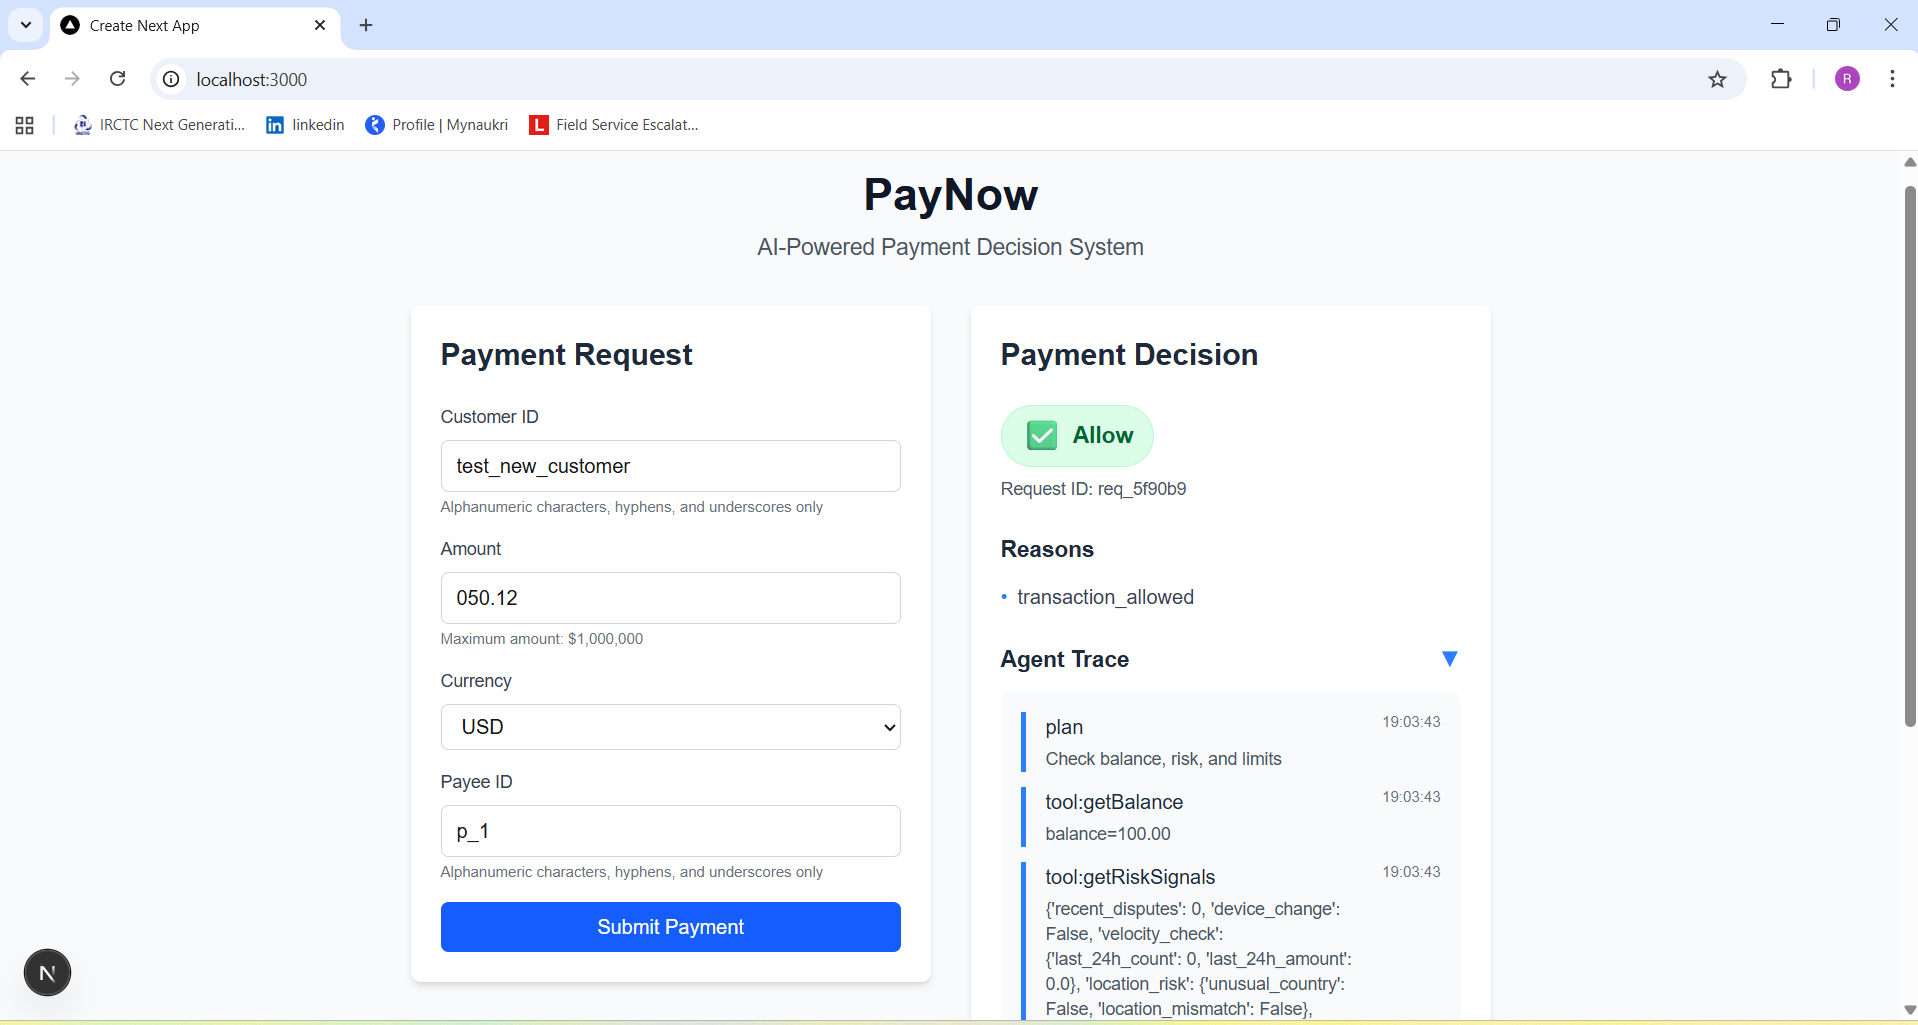 Create Next App
localhost:3000
R
IRCTC Next Generati...
in linkedin
Profile | Mynaukri
L Field Service Escalat...
PayNow
AI-Powered Payment Decision System
Payment Request
Customer ID
test_new_customer
Alphanumeric characters, hyphens, and underscores only
Amount
050.12
Maximum amount: $1,000,000
Currency
USD
Payee ID
p_1
Alphanumeric characters, hyphens, and underscores only
Submit Payment
N
Payment Decision
Allow
Request ID: req_5f90b9
Reasons
• transaction_allowed
Agent Trace
plan 19:03:43
Check balance, risk, and limits
tool:getBalance 19:03:43
balance=100.00
tool:getRiskSignals 19:03:43
{'recent_disputes': 0, 'device_change':
False, 'velocity_check':
{'last_24h_count': 0, 'last_24h_amount':
0.0}, 'location_risk': {'unusual_country':
False, 'location_mismatch': False},